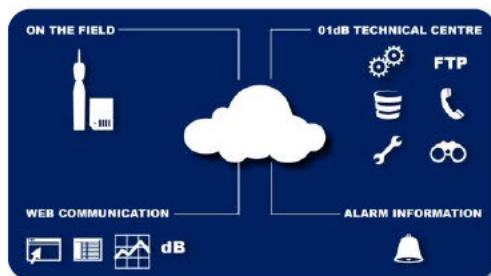 ON THE FIELD
01dB TECHNICAL CENTRE
FTP
WEB COMMUNICATION
dB
ALARM INFORMATION